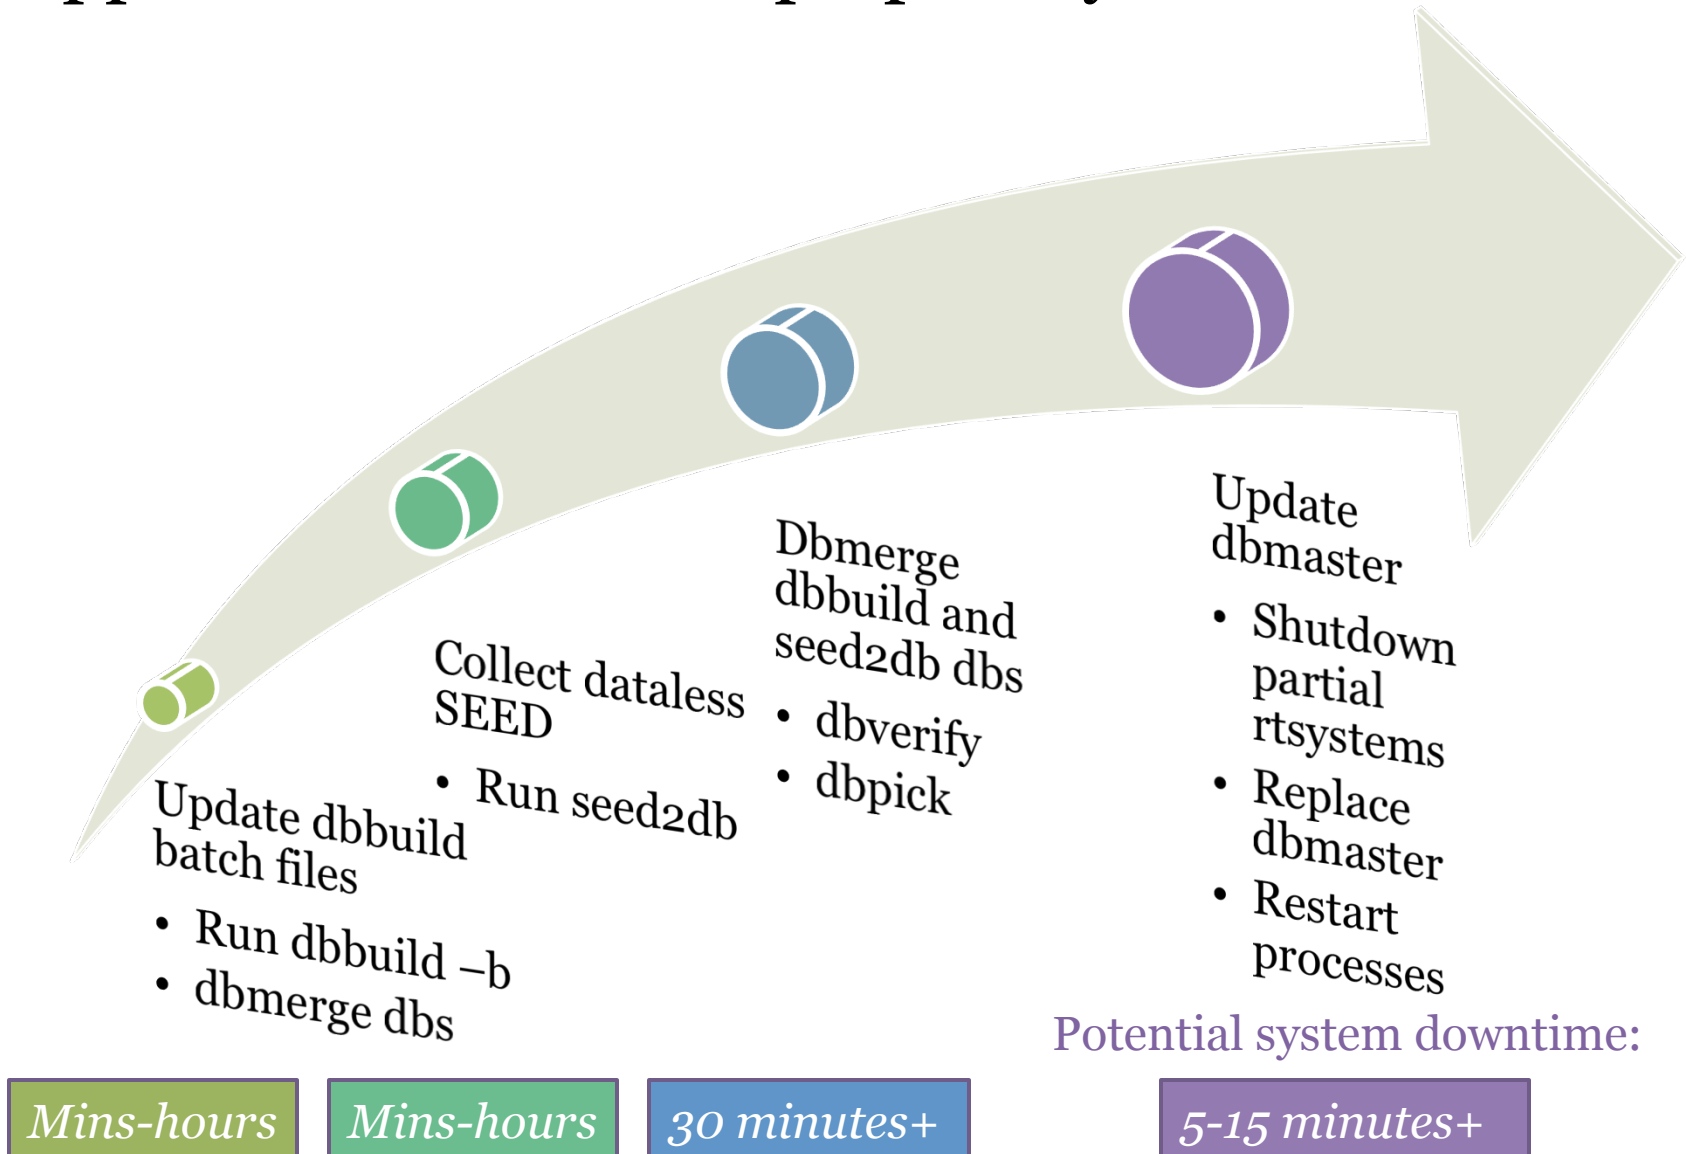 Update dbbuild
batch files
• Run dbbuild –b
• dbmerge dbs
Collect dataless
SEED
• Run seed2db
Dbmerge
dbbuild and
seed2db dbs
• dbverify
• dbpick
Update
dbmaster
• Shutdown
partial
rtsystems
• Replace
dbmaster
• Restart
processes
Potential system downtime:
Mins-hours
Mins-hours
30 minutes+
5-15 minutes+